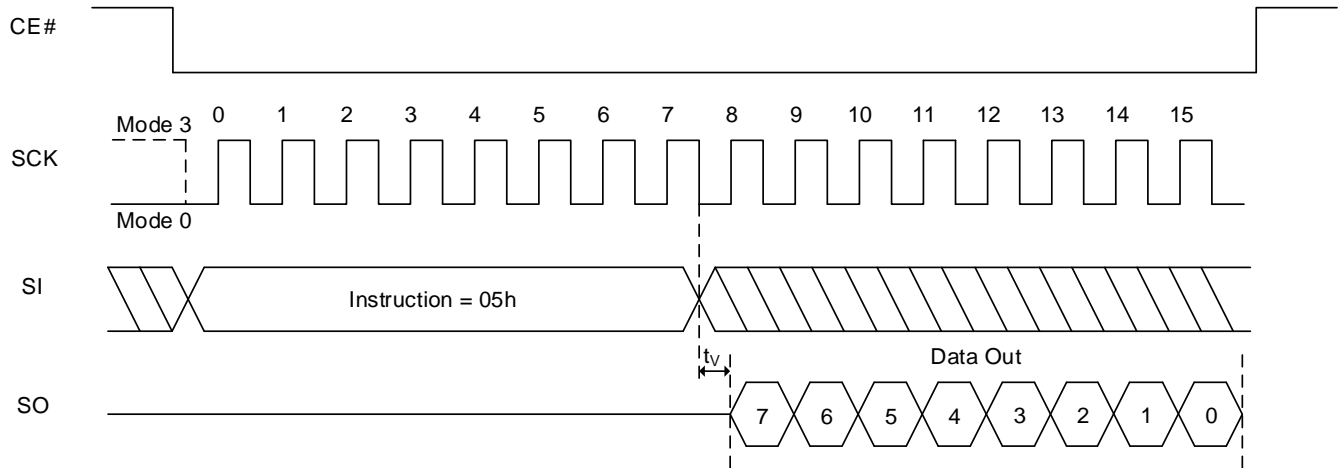 CE#
0 1 2 3 4 5 6 7 8 9 10 11 12 13 14 15
Mode 3
SCK
Mode 0
SI
Instruction = 05h
tV
Data Out
SO
7 6 5 4 3 2 1 0